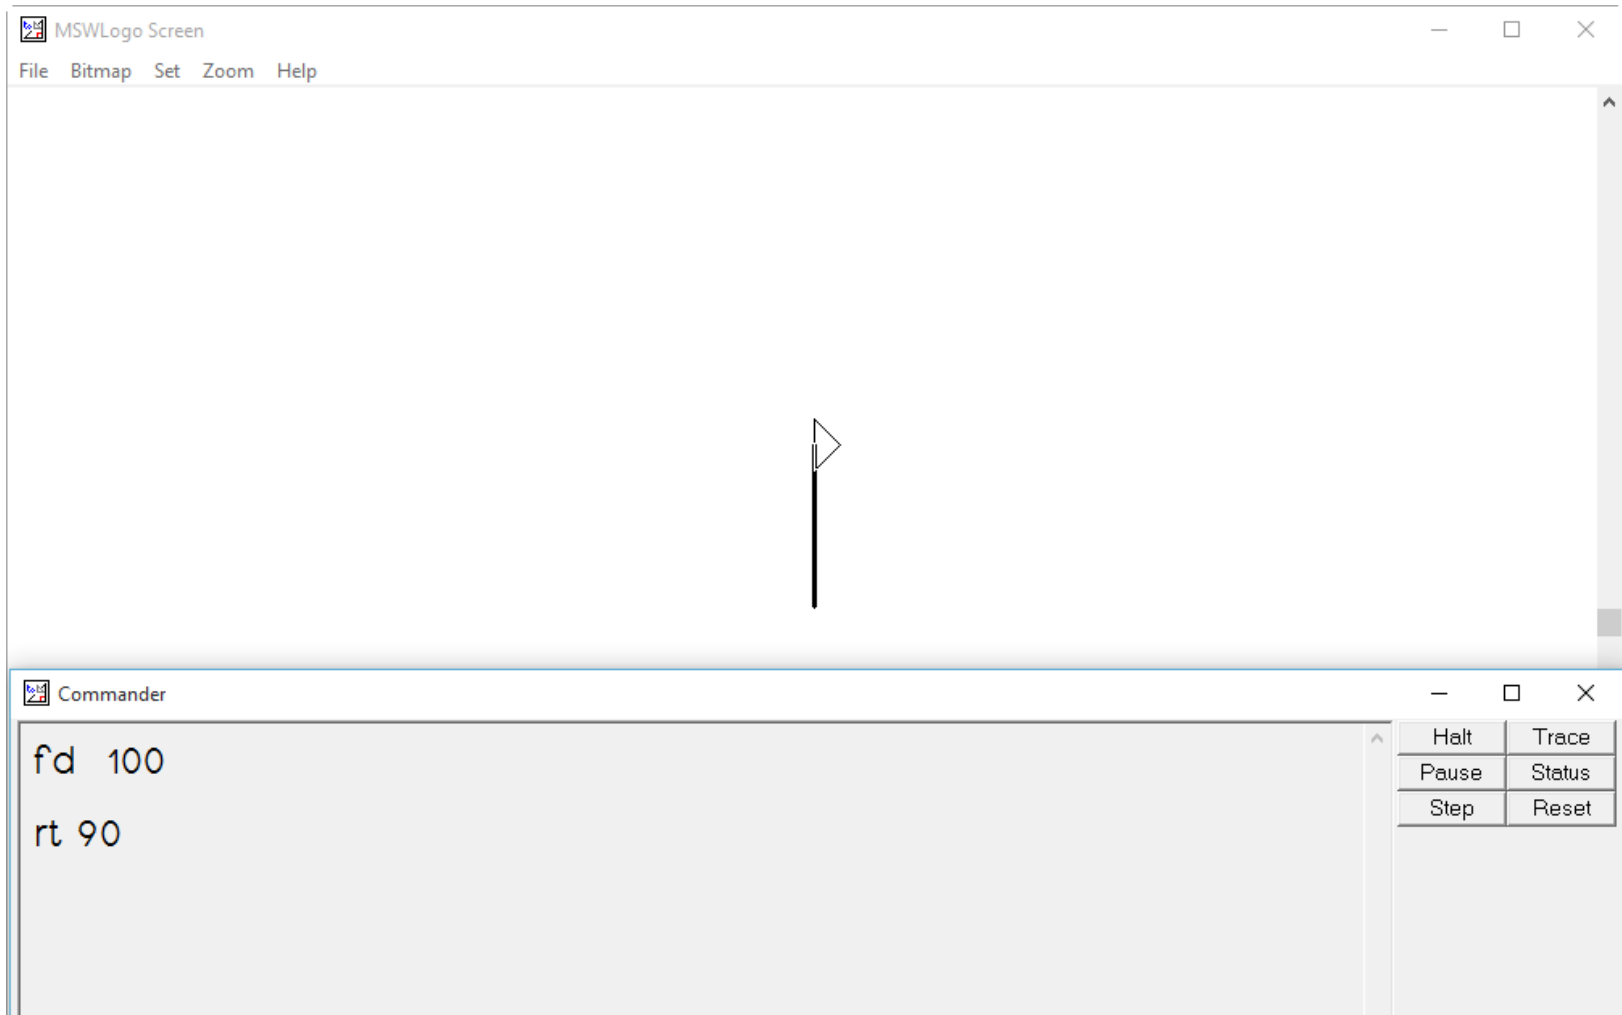 MSWLogo Screen
File Bitmap Set Zoom Help
Commander
fd 100
rt 90
Halt Trace
Pause Status
Step Reset